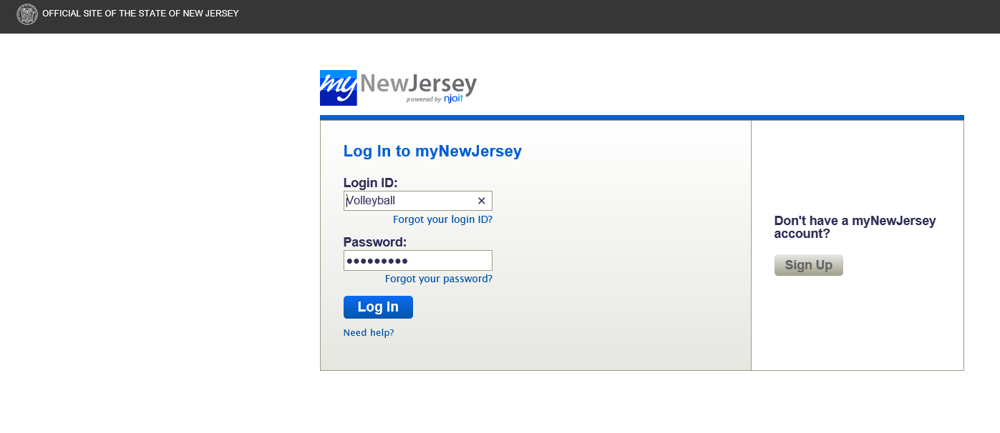 OFFICIAL SITE OF THE STATE OF NEW JERSEY
my NewJersey
powered by njoit
Log In to myNewJersey
Login ID:
Volleyball ×
Forgot your login ID?
Password:
●●●●●●●●●
Forgot your password?
Log In
Need help?
Don't have a myNewJersey
account?
Sign Up